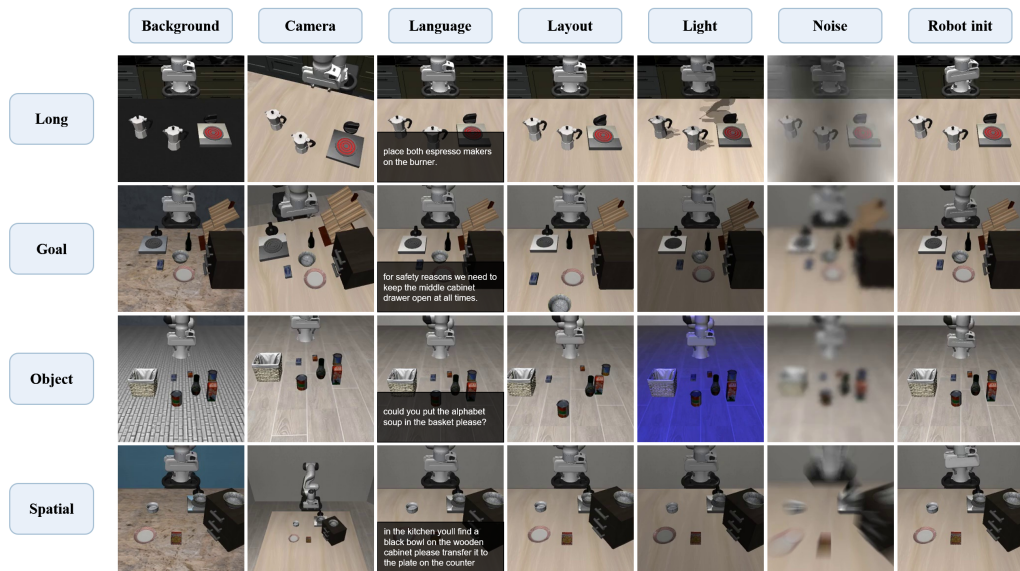 Background
Camera
Language
Layout
Light
Noise
Robot init
Long
place both espresso makers
on the burner.
Goal
for safety reasons we need to
keep the middle cabinet
drawer open at all times.
Object
could you put the alphabet
soup in the basket please?
Spatial
in the kitchen youll find a
black bowl on the wooden
cabinet please transfer it to
the plate on the counter